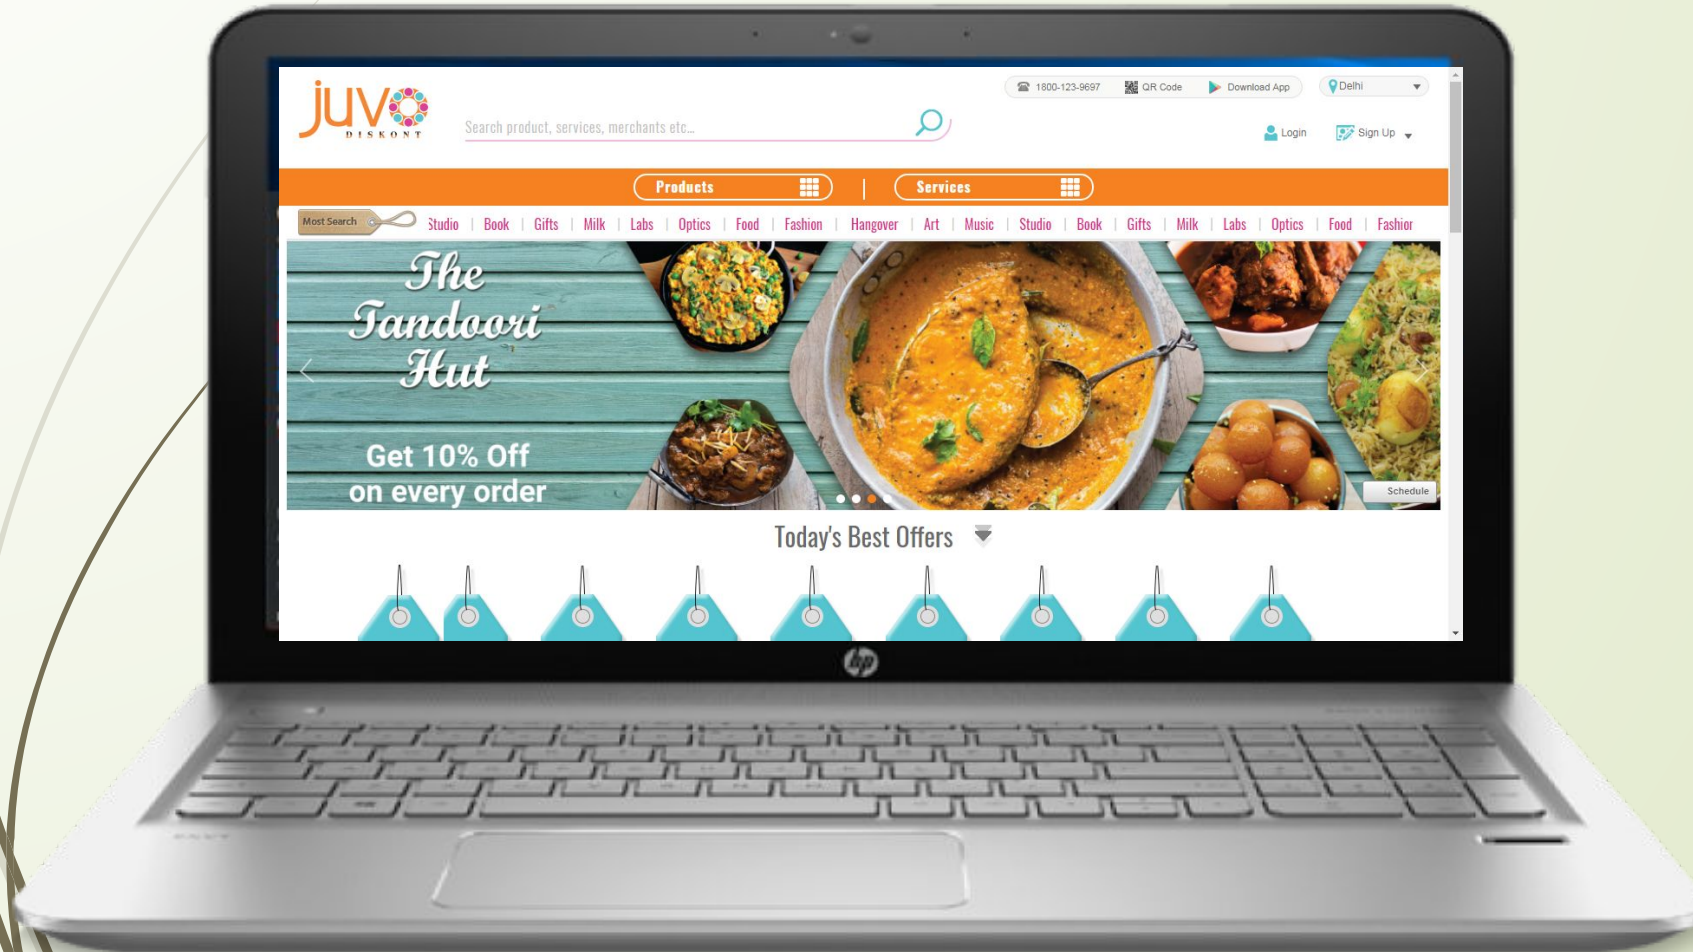 juvo
DISKONT
1800-123-9697 QR Code Download App Delhi
Search product, services, merchants etc...
Login Sign Up
Products | Services
Most Search
Studio | Book | Gifts | Milk | Labs | Optics | Food | Fashion | Hangover | Art | Music | Studio | Book | Gifts | Milk | Labs | Optics | Food | Fashion
The
Tandoori
Hut
Get 10% Off
on every order
Schedule
Today's Best Offers
hp
ENVY